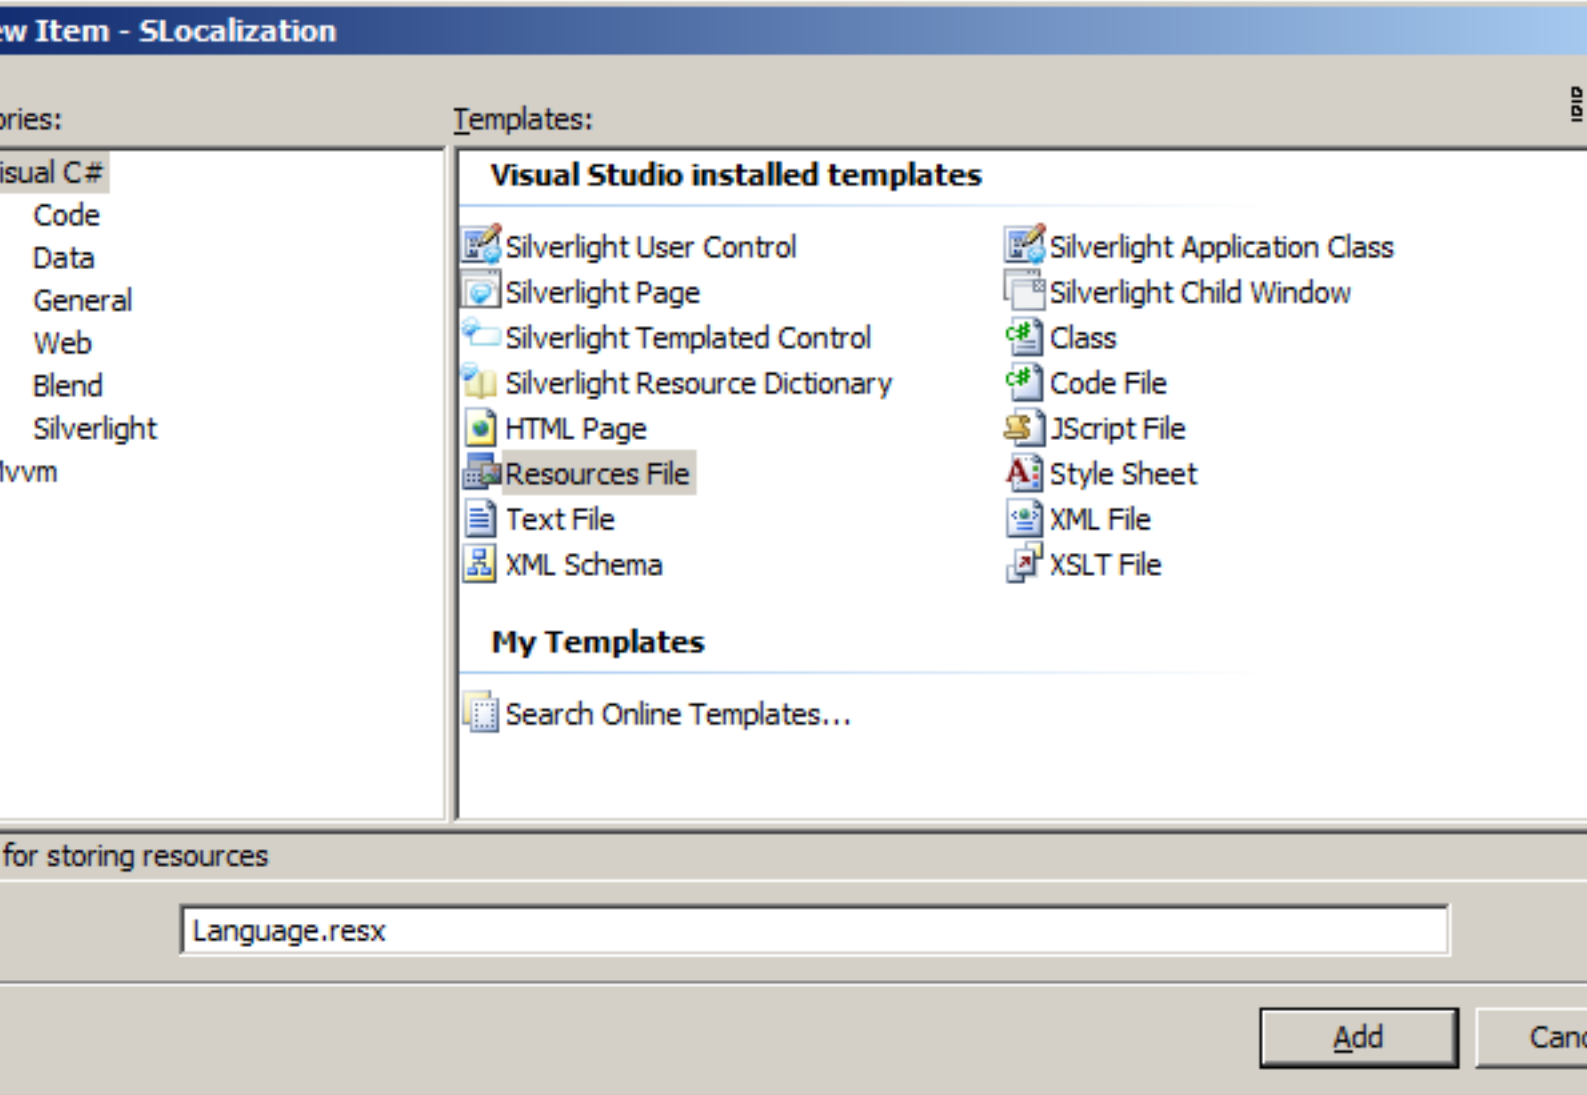 ew Item - SLocalization
ories:
Templates:
isual C#
Code
Data
General
Web
Blend
Silverlight
vvm
Visual Studio installed templates
Silverlight User Control
Silverlight Application Class
Silverlight Page
Silverlight Child Window
Silverlight Templated Control
Class
Silverlight Resource Dictionary
Code File
HTML Page
JScript File
Resources File
Style Sheet
Text File
XML File
XML Schema
XSLT File
My Templates
Search Online Templates...
for storing resources
Language.resx
Add
Canc